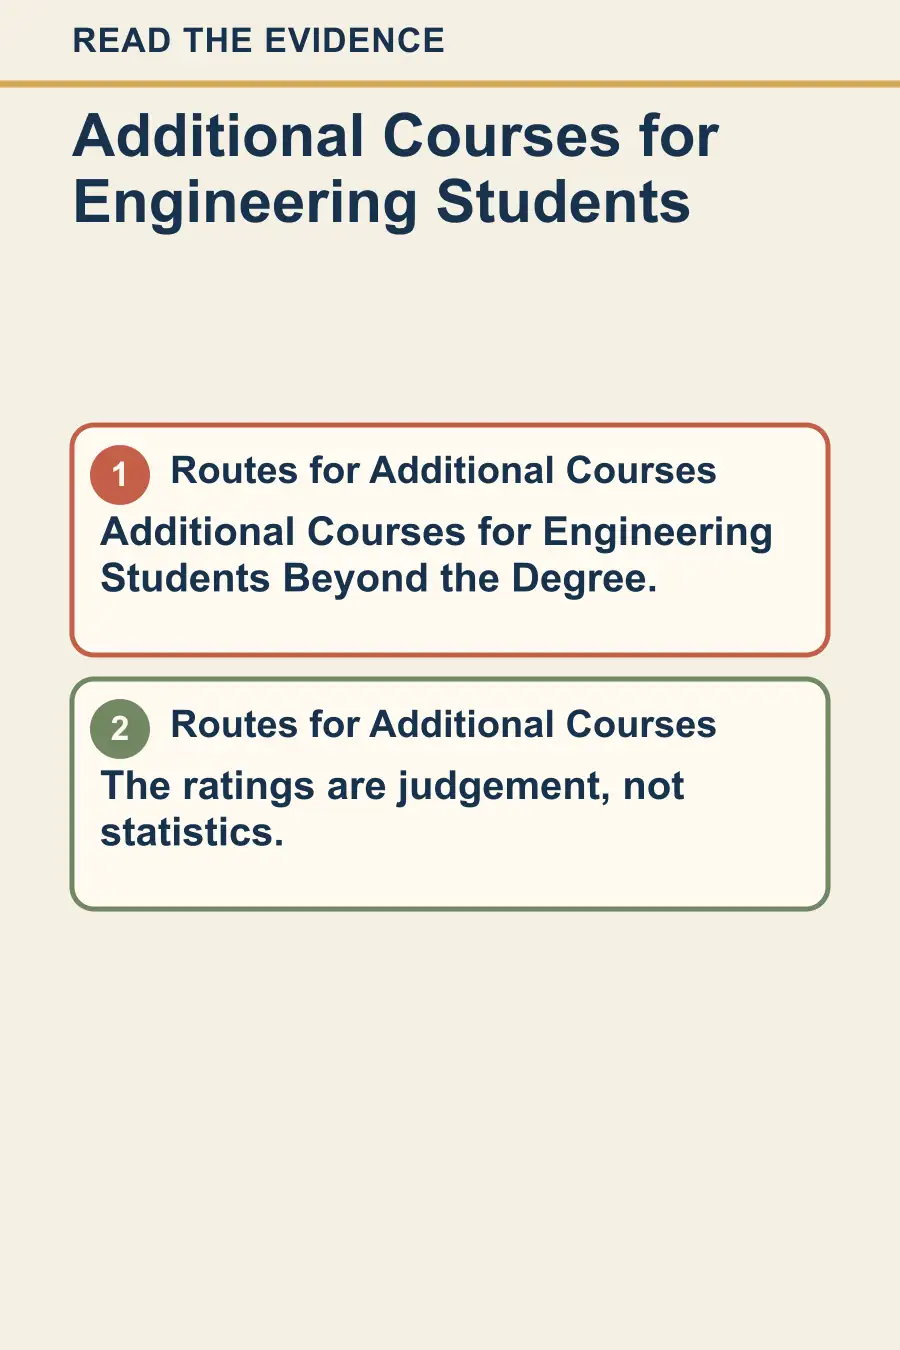 READ THE EVIDENCE
Additional Courses for
Engineering Students
1
Routes for Additional Courses
Additional Courses for Engineering
Students Beyond the Degree.
2
Routes for Additional Courses
The ratings are judgement, not
statistics.